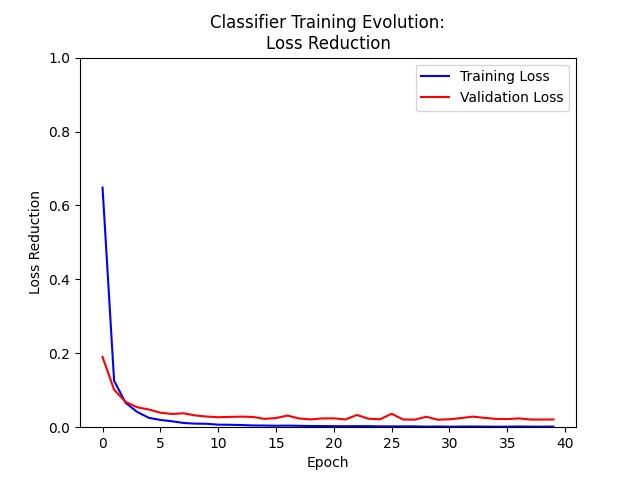 Classifier Training Evolution:
Loss Reduction
Training Loss
Validation Loss
Loss Reduction
1.0
0.8
0.6
0.4
0.2
0.0
0 5 10 15 20 25 30 35 40
Epoch